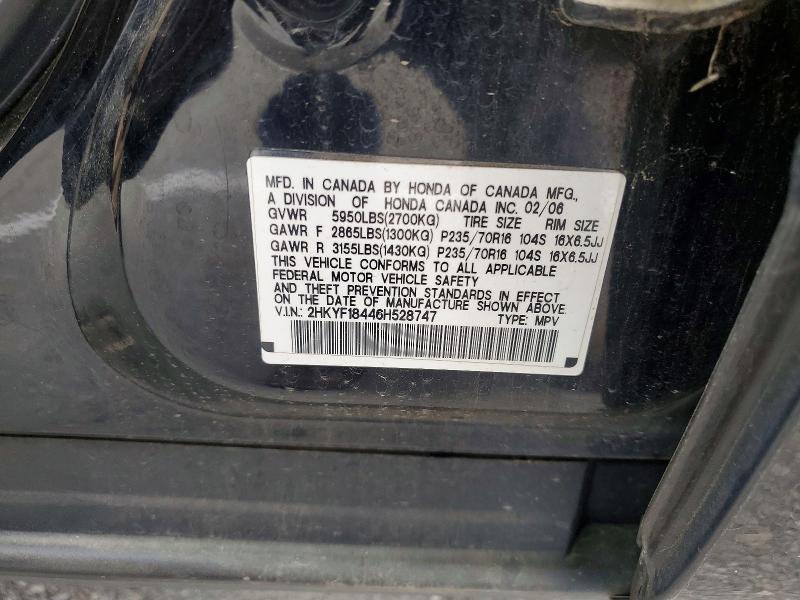 MFD. IN CANADA BY HONDA OF CANADA MFG.,
A DIVISION OF HONDA CANADA INC. 02/06
GVWR 5950LBS(2700KG) TIRE SIZE RIM SIZE
GAWR F 2865LBS(1300KG) P235/70R16 104S 16X6.5JJ
GAWR R 3155LBS(1430KG) P235/70R16 104S 16X6.5JJ
THIS VEHICLE CONFORMS TO ALL APPLICABLE
FEDERAL MOTOR VEHICLE SAFETY
AND THEFT PREVENTION STANDARDS IN EFFECT
ON THE DATE OF MANUFACTURE SHOWN ABOVE.
V.I.N.: 2HKYF18446H528747 TYPE: MPV